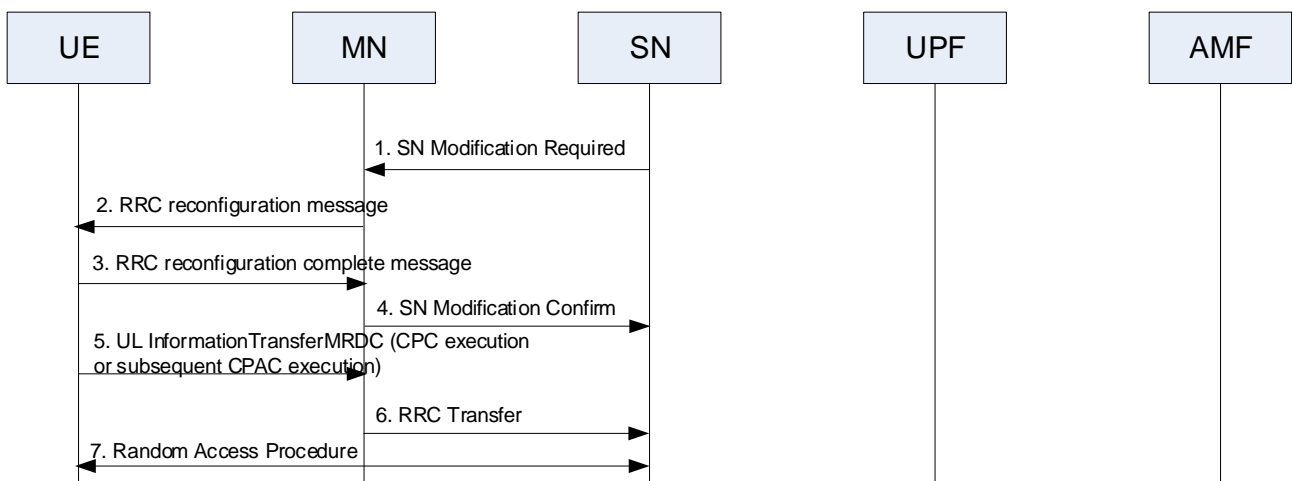 UE
MN
SN
UPF
AMF
1. SN Modification Required
2. RRC reconfiguration message
3. RRC reconfiguration complete message
4. SN Modification Confirm
5. UL InformationTransferMRDC (CPC execution
or subsequent CPAC execution)
6. RRC Transfer
7. Random Access Procedure